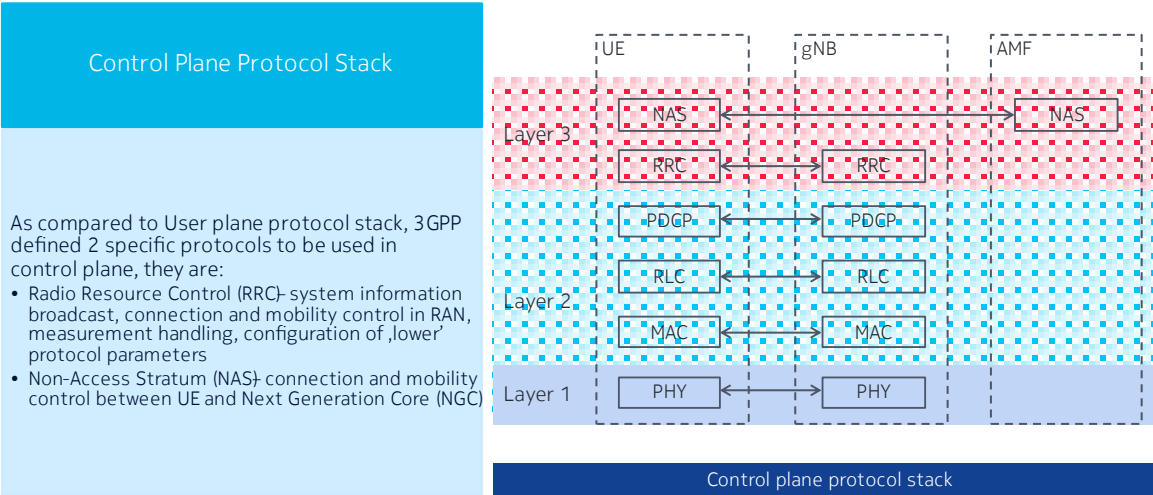 Control Plane Protocol Stack
As compared to User plane protocol stack, 3GPP
defined 2 specific protocols to be used in
control plane, they are:
• Radio Resource Control (RRC)- system information
broadcast, connection and mobility control in RAN,
measurement handling, configuration of ‚lower’
protocol parameters
• Non-Access Stratum (NAS)- connection and mobility
control between UE and Next Generation Core (NGC)
UE
gNB
AMF
Layer 3
NAS
NAS
RRC
RRC
Layer 2
PDCP
PDCP
RLC
RLC
MAC
MAC
Layer 1
PHY
PHY
Control plane protocol stack